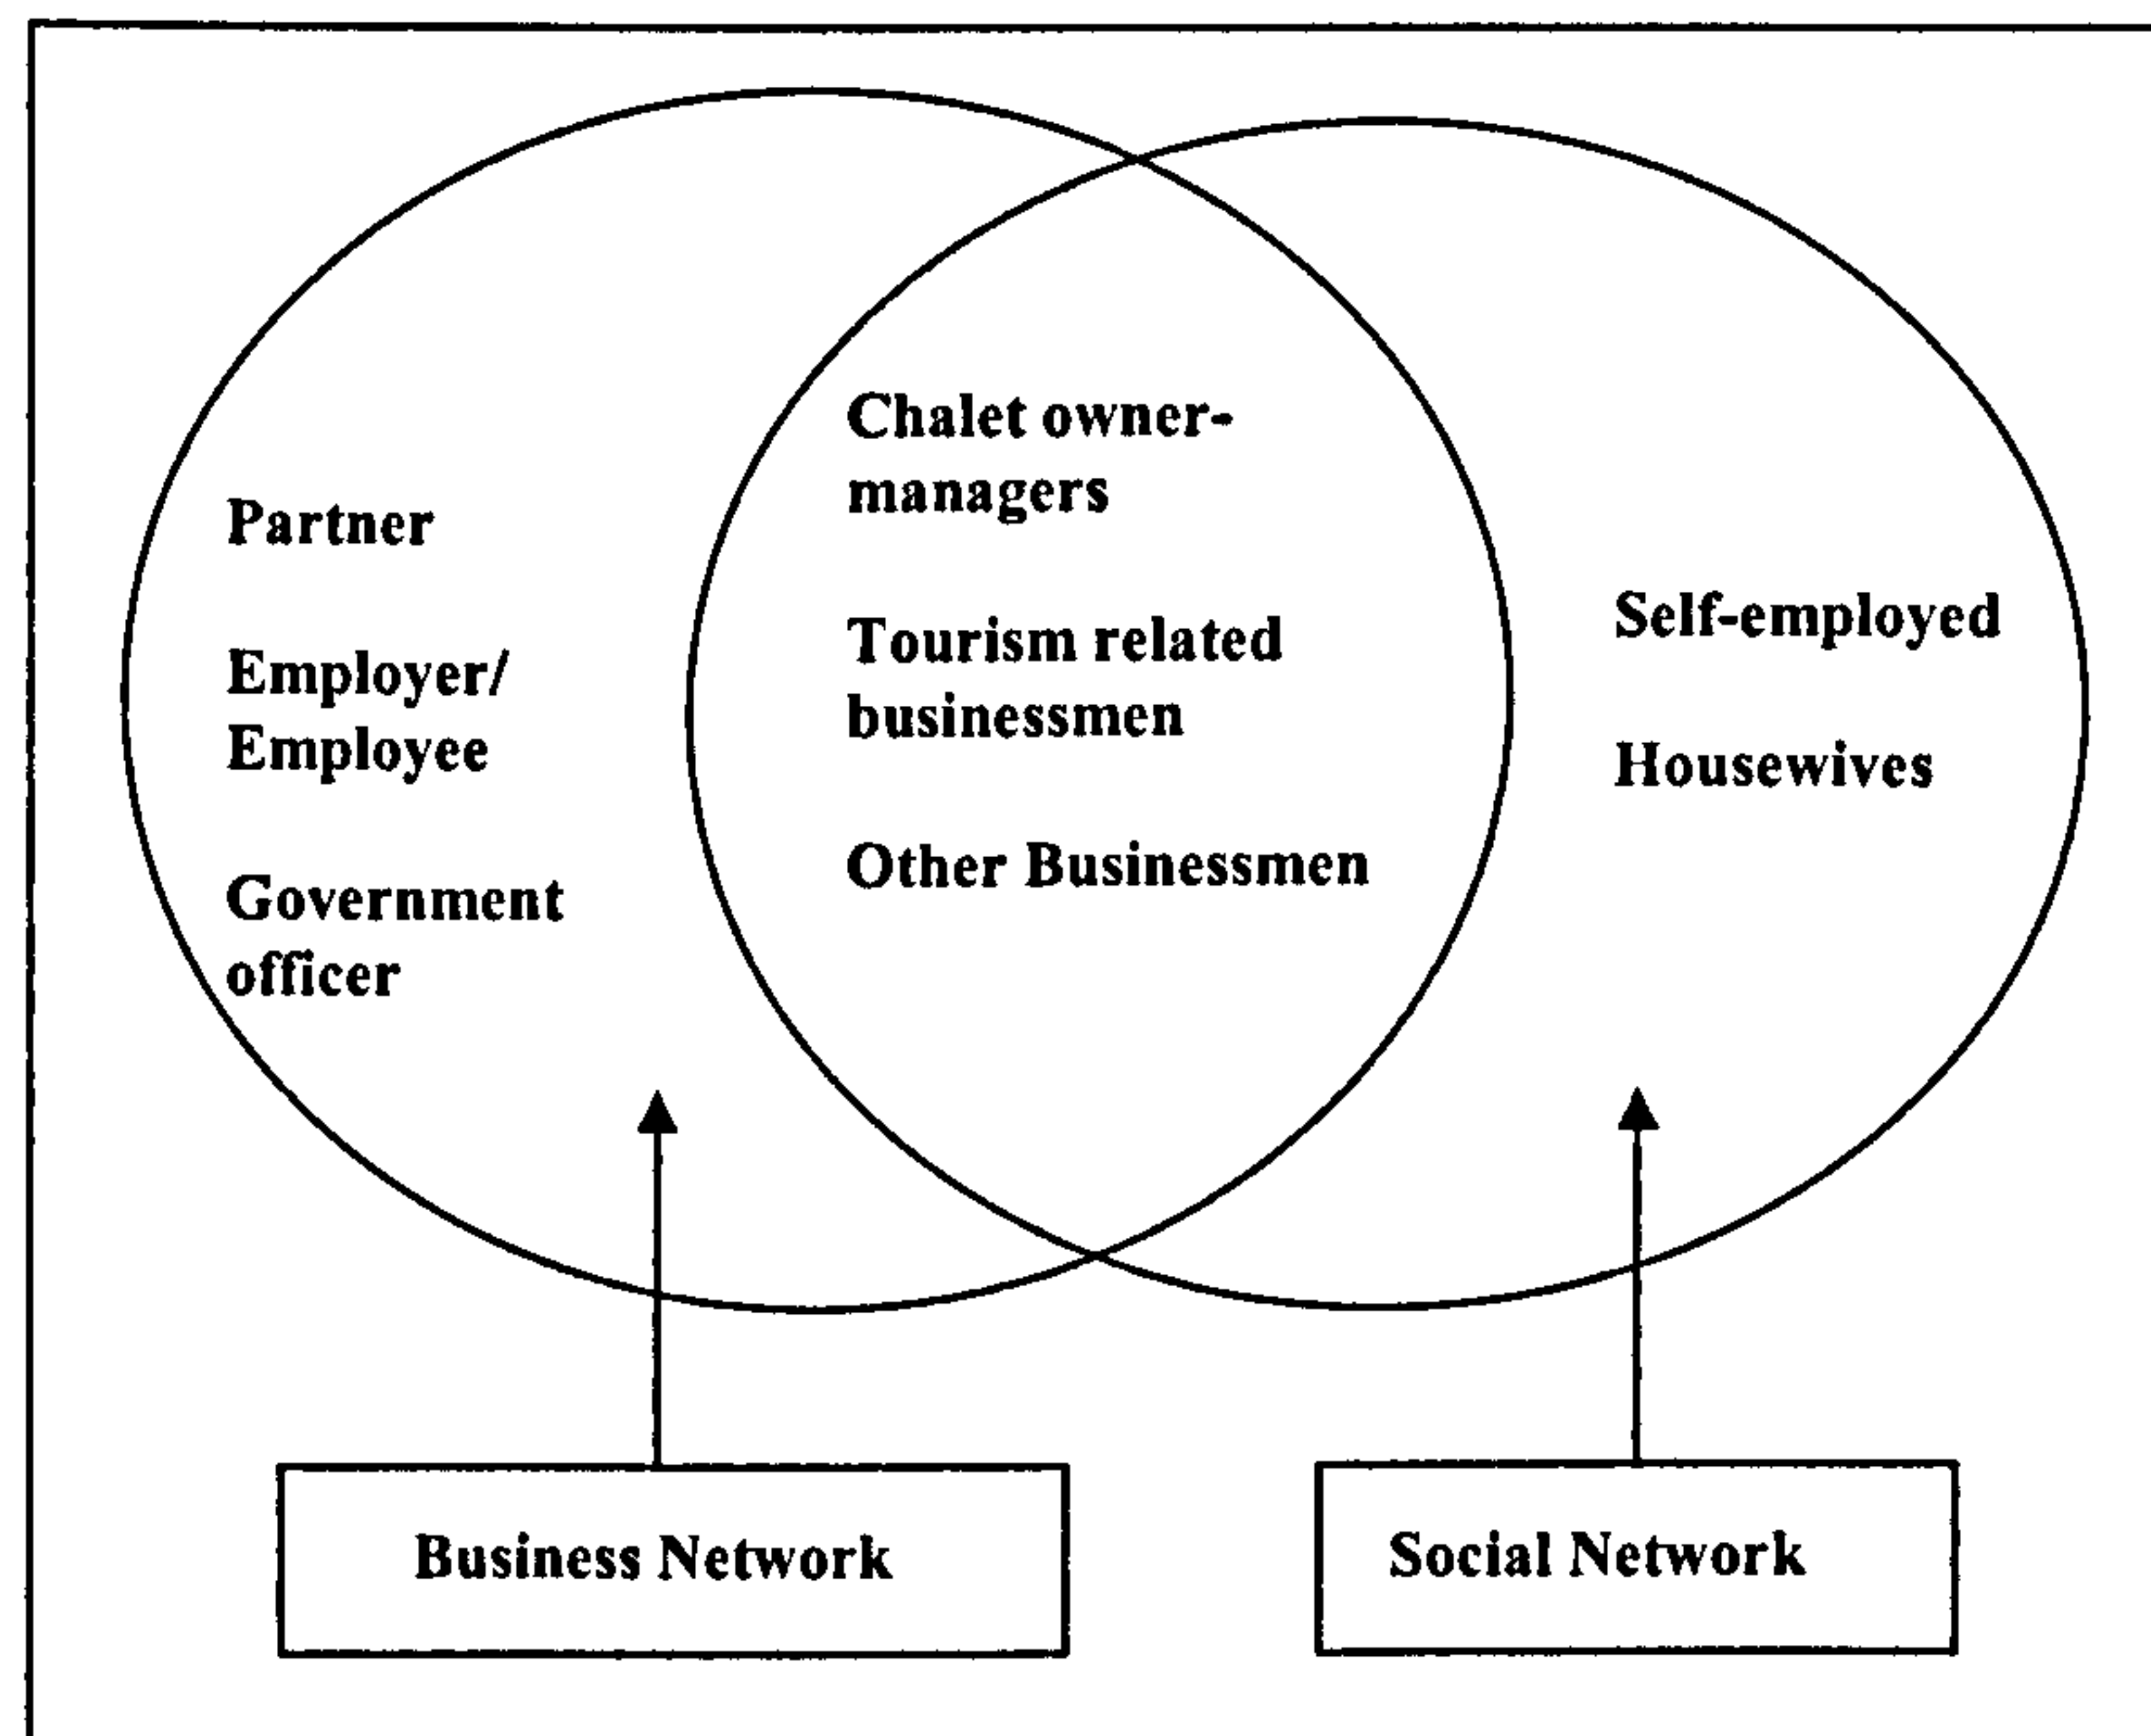 Partner
Employer/
Employee
Government
officer
Chalet owner-
managers
Tourism related
businessmen
Other Businessmen
Self-employed
Housewives
Business Network
Social Network